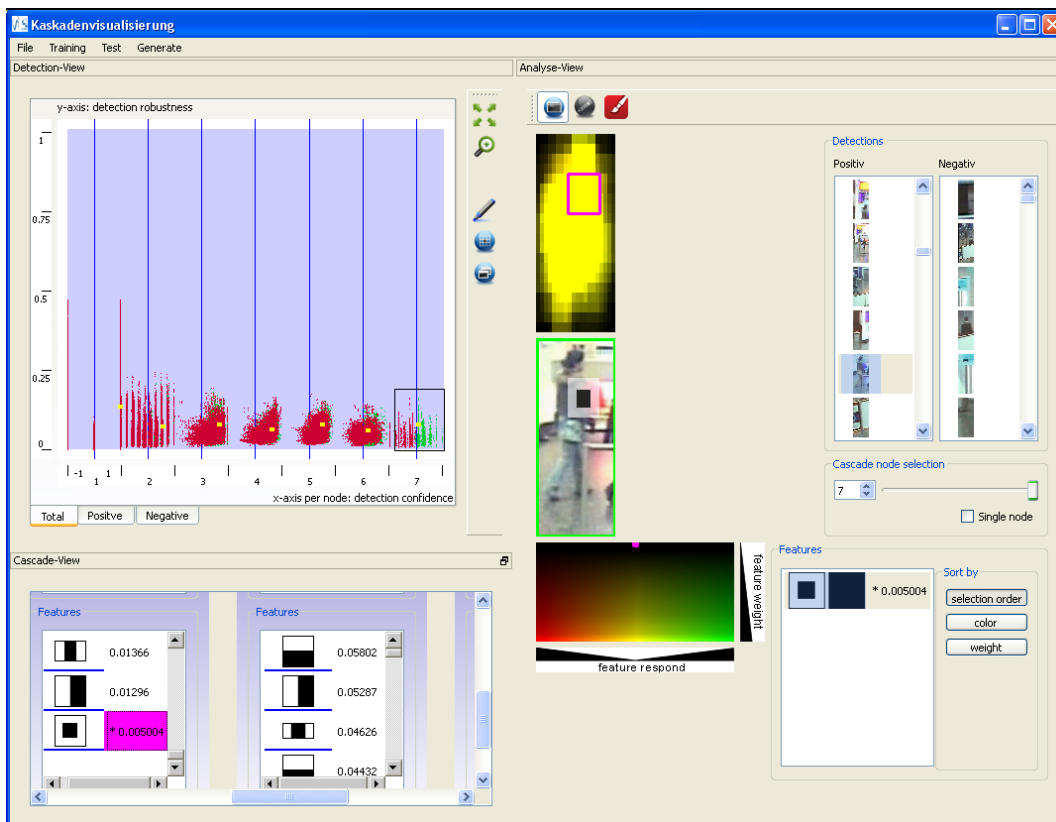 Kaskadenvisualisierung
File Training Test Generate
Detection-View
y-axis: detection robustness
1
0.75
0.5
0.25
0
-1 1
1 2 3 4 5 6 7
x-axis per node: detection confidence
Total Positve Negative
Cascade-View
Features
0.01366
0.01296
* 0.005004
Features
0.05802
0.05287
0.04626
0.04432
Analyse-View
Detections
Positiv Negativ
Cascade node selection
7
Single node
feature weight
feature respond
Features
* 0.005004
Sort by
selection order
color
weight